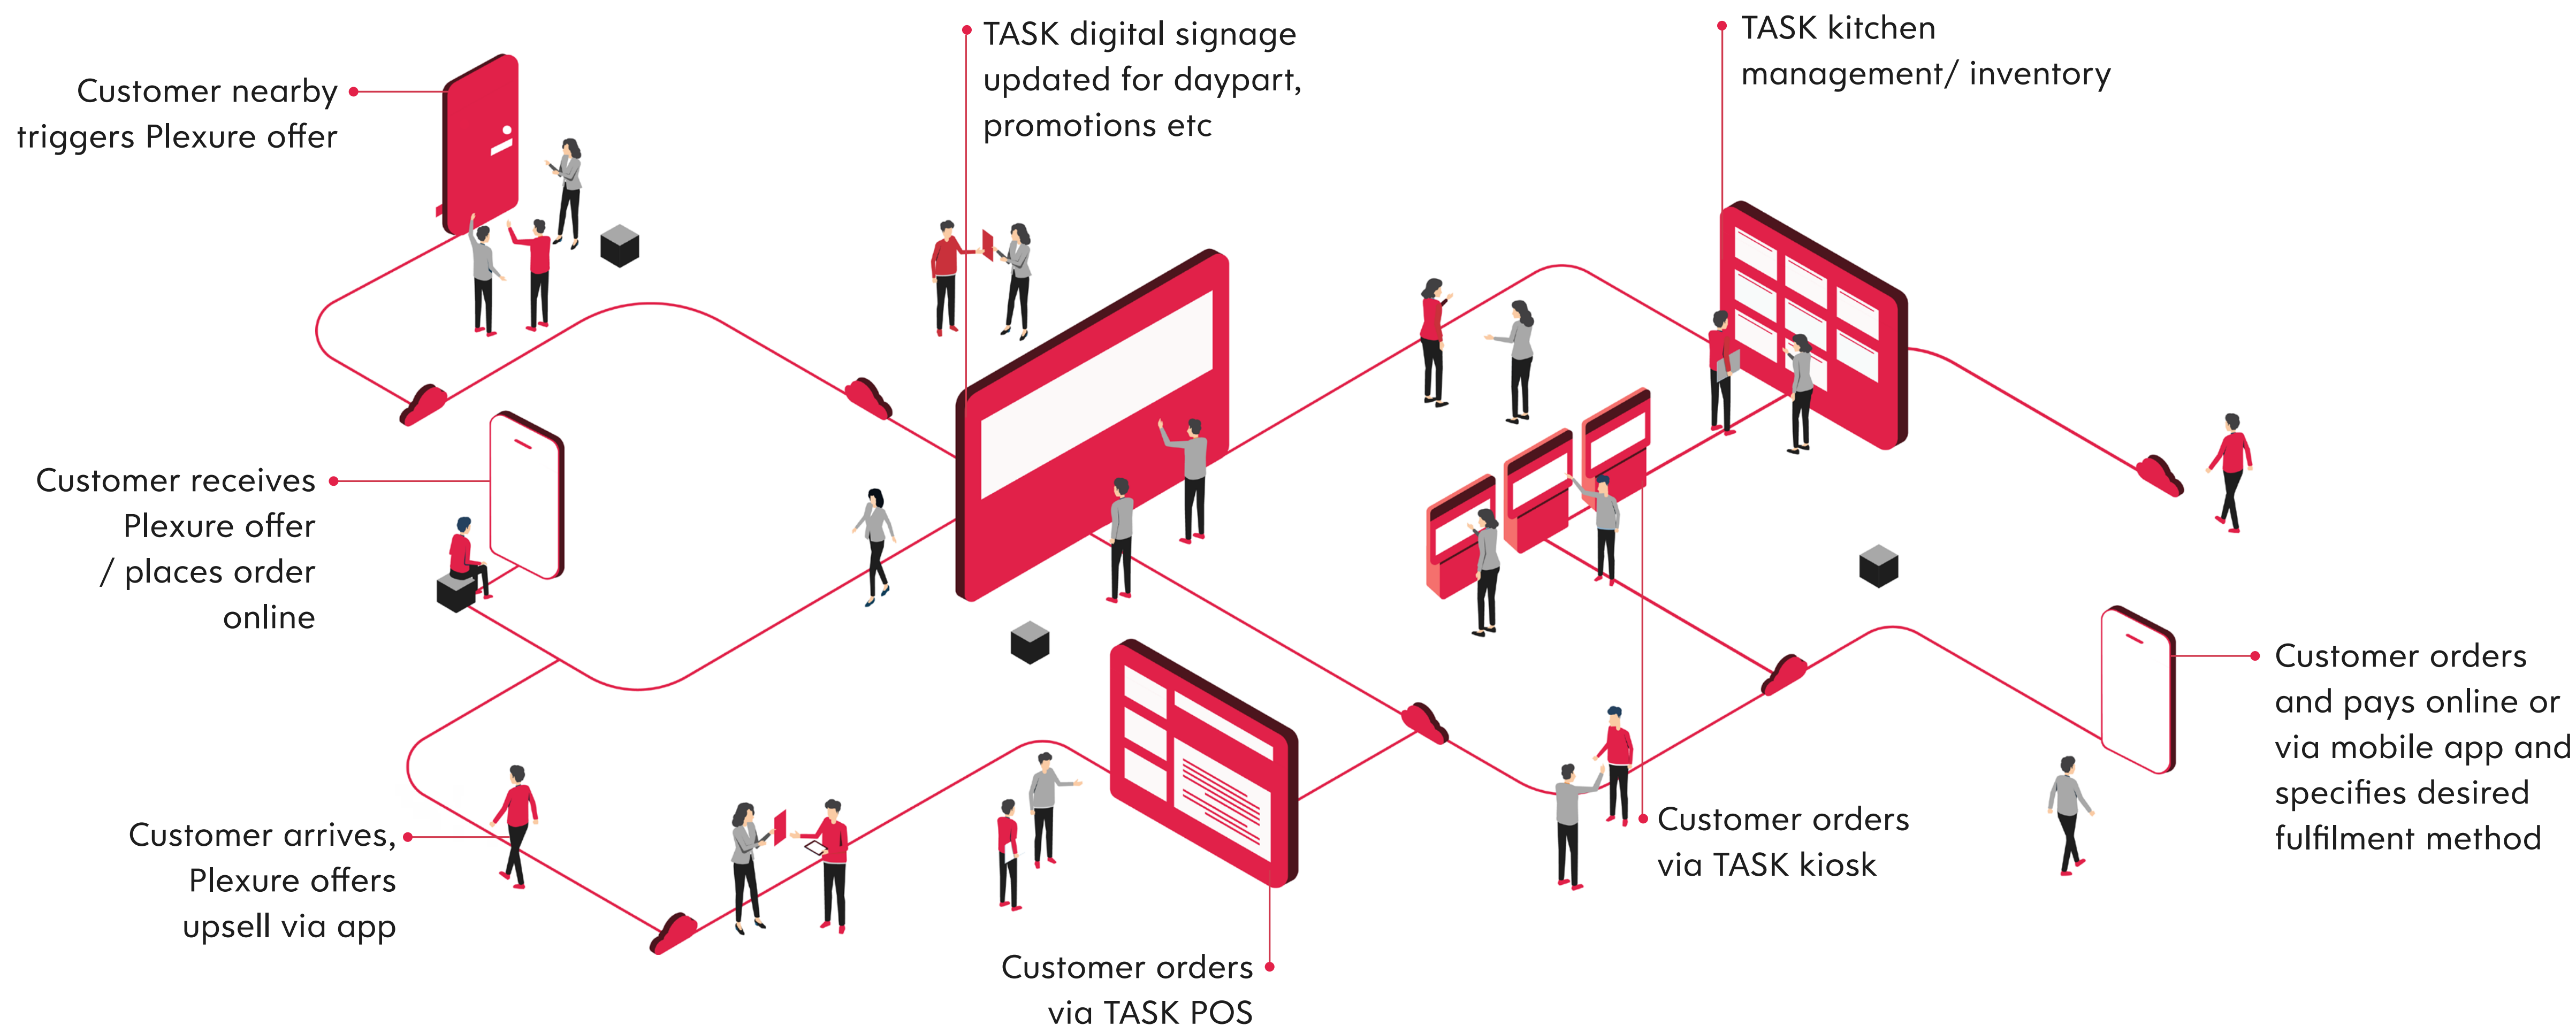 Customer nearby
triggers Plexure offer
TASK digital signage
updated for daypart,
promotions etc
TASK kitchen
management/ inventory
Customer receives
Plexure offer
/ places order
online
Customer orders
and pays online or
via mobile app and
specifies desired
fulfilment method
Customer arrives,
Plexure offers
upsell via app
Customer orders
via TASK kiosk
Customer orders
via TASK POS